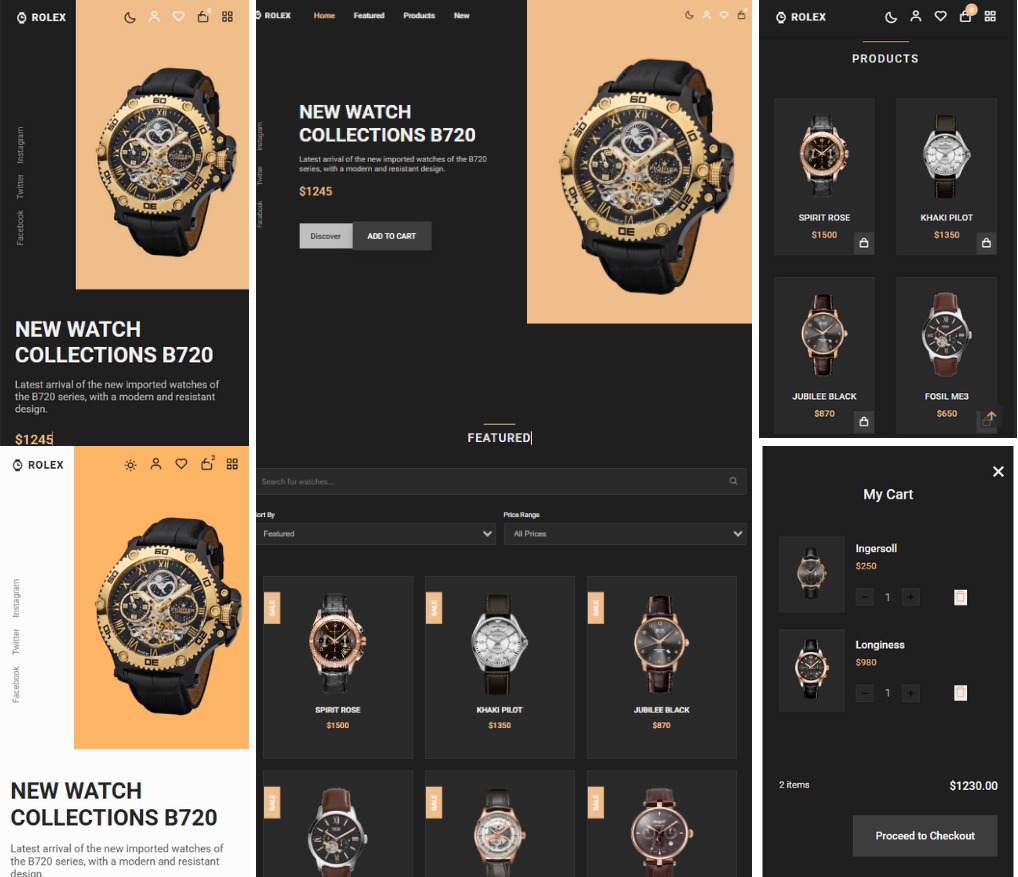 ROLEX
Instagram
Twitter
Facebook
NEW WATCH
COLLECTIONS B720
Latest arrival of the new imported watches of
the B720 series, with a modern and resistant
design.
$1245
ROLEX
2
Instagram
Twitter
Facebook
NEW WATCH
COLLECTIONS B720
Latest arrival of the new imported watches of
the B720 series, with a modern and resistant
design.
ROLEX Home Featured Products New
Instagram
Twitter
Facebook
NEW WATCH
COLLECTIONS B720
Latest arrival of the new imported watches of the B720
series, with a modern and resistant design.
$1245
Discover ADD TO CART
FEATURED
Search for watches...
Sort By Price Range
Featured All Prices
SALE SALE SALE
SPIRIT ROSE KHAKI PILOT JUBILEE BLACK
$1500 $1350 $870
SALE SALE SALE
ROLEX
PRODUCTS
SPIRIT ROSE KHAKI PILOT
$1500 $1350
JUBILEE BLACK FOSIL ME3
$870 $650
My Cart
Ingersoll
$250
− 1 +
Longiness
$980
− 1 +
2 items $1230.00
Proceed to Checkout